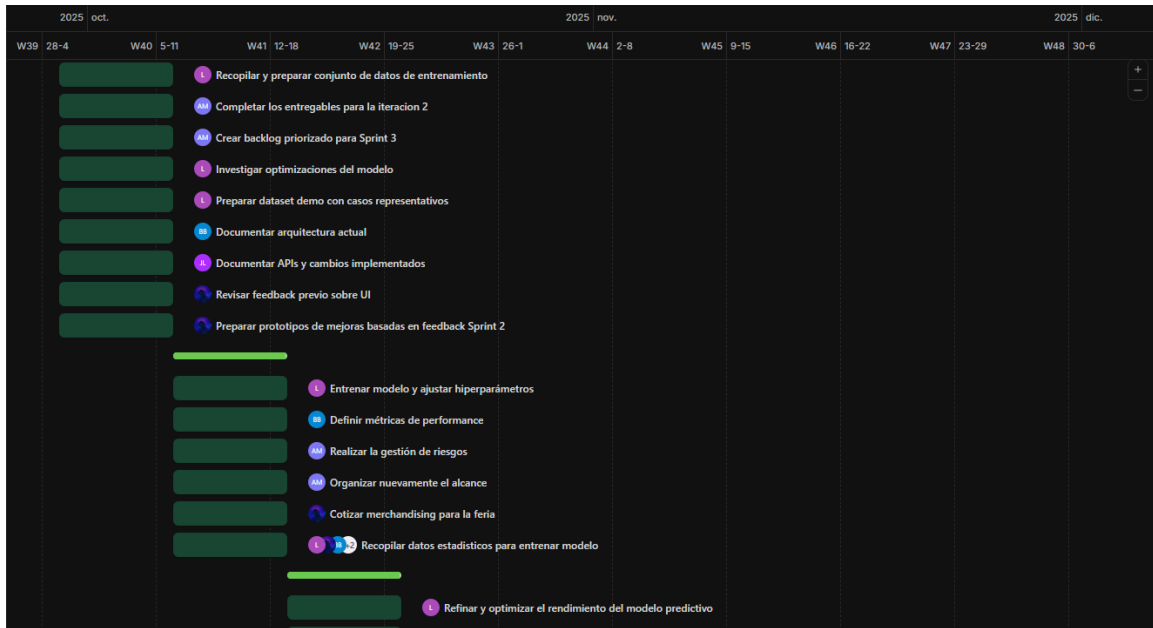 2025 oct. 2025 nov. 2025 dic.
W39 28-4 W40 5-11 W41 12-18 W42 19-25 W43 26-1 W44 2-8 W45 9-15 W46 16-22 W47 23-29 W48 30-6
L Recopilar y preparar conjunto de datos de entrenamiento
AM Completar los entregables para la iteracion 2
AM Crear backlog priorizado para Sprint 3
L Investigar optimizaciones del modelo
L Preparar dataset demo con casos representativos
BB Documentar arquitectura actual
JL Documentar APIs y cambios implementados
Revisar feedback previo sobre UI
Preparar prototipos de mejoras basadas en feedback Sprint 2
L Entrenar modelo y ajustar hiperparámetros
BB Definir métricas de performance
AM Realizar la gestión de riesgos
AM Organizar nuevamente el alcance
Cotizar merchandising para la feria
L +2 Recopilar datos estadisticos para entrenar modelo
L Refinar y optimizar el rendimiento del modelo predictivo